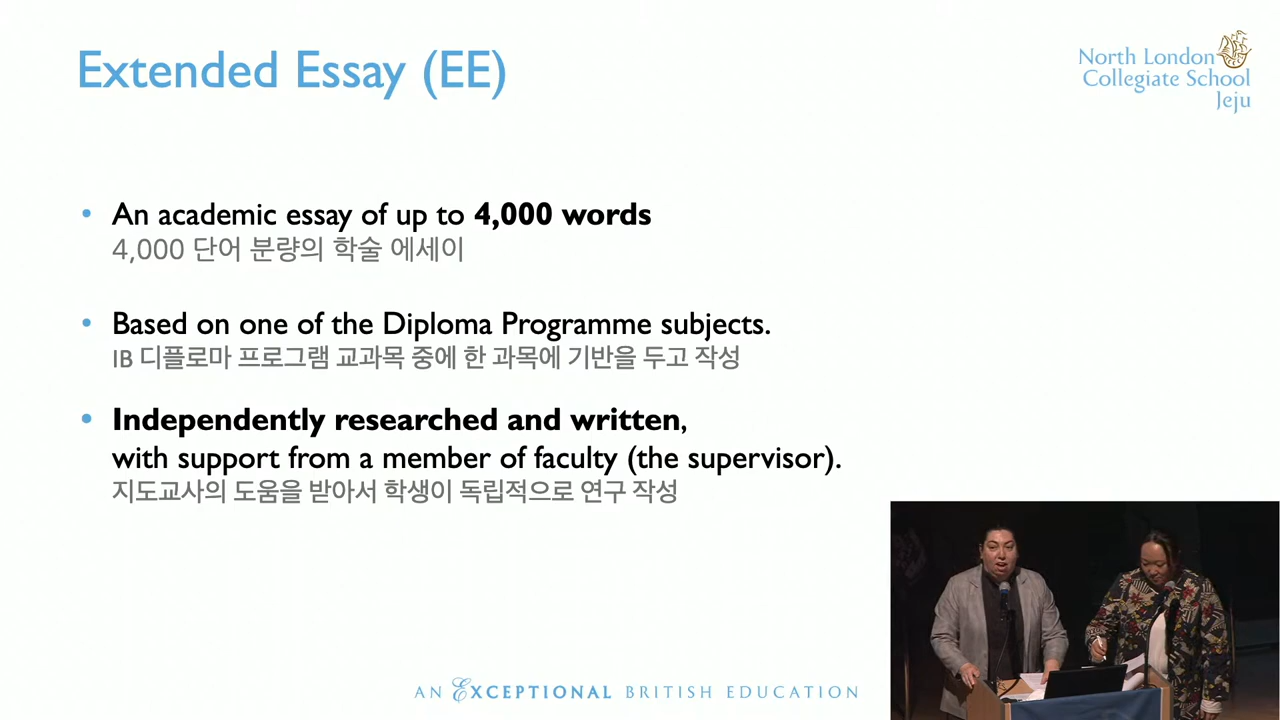 Extended Essay (EE)
North London
Collegiate School
Jeju
• An academic essay of up to 4,000 words
4,000 단어 분량의 학술 에세이
• Based on one of the Diploma Programme subjects.
IB 디플로마 프로그램 교과목 중에 한 과목에 기반을 두고 작성
• Independently researched and written,
with support from a member of faculty (the supervisor).
지도교사의 도움을 받아서 학생이 독립적으로 연구 작성
AN EXCEPTIONAL BRITISH EDUCATION